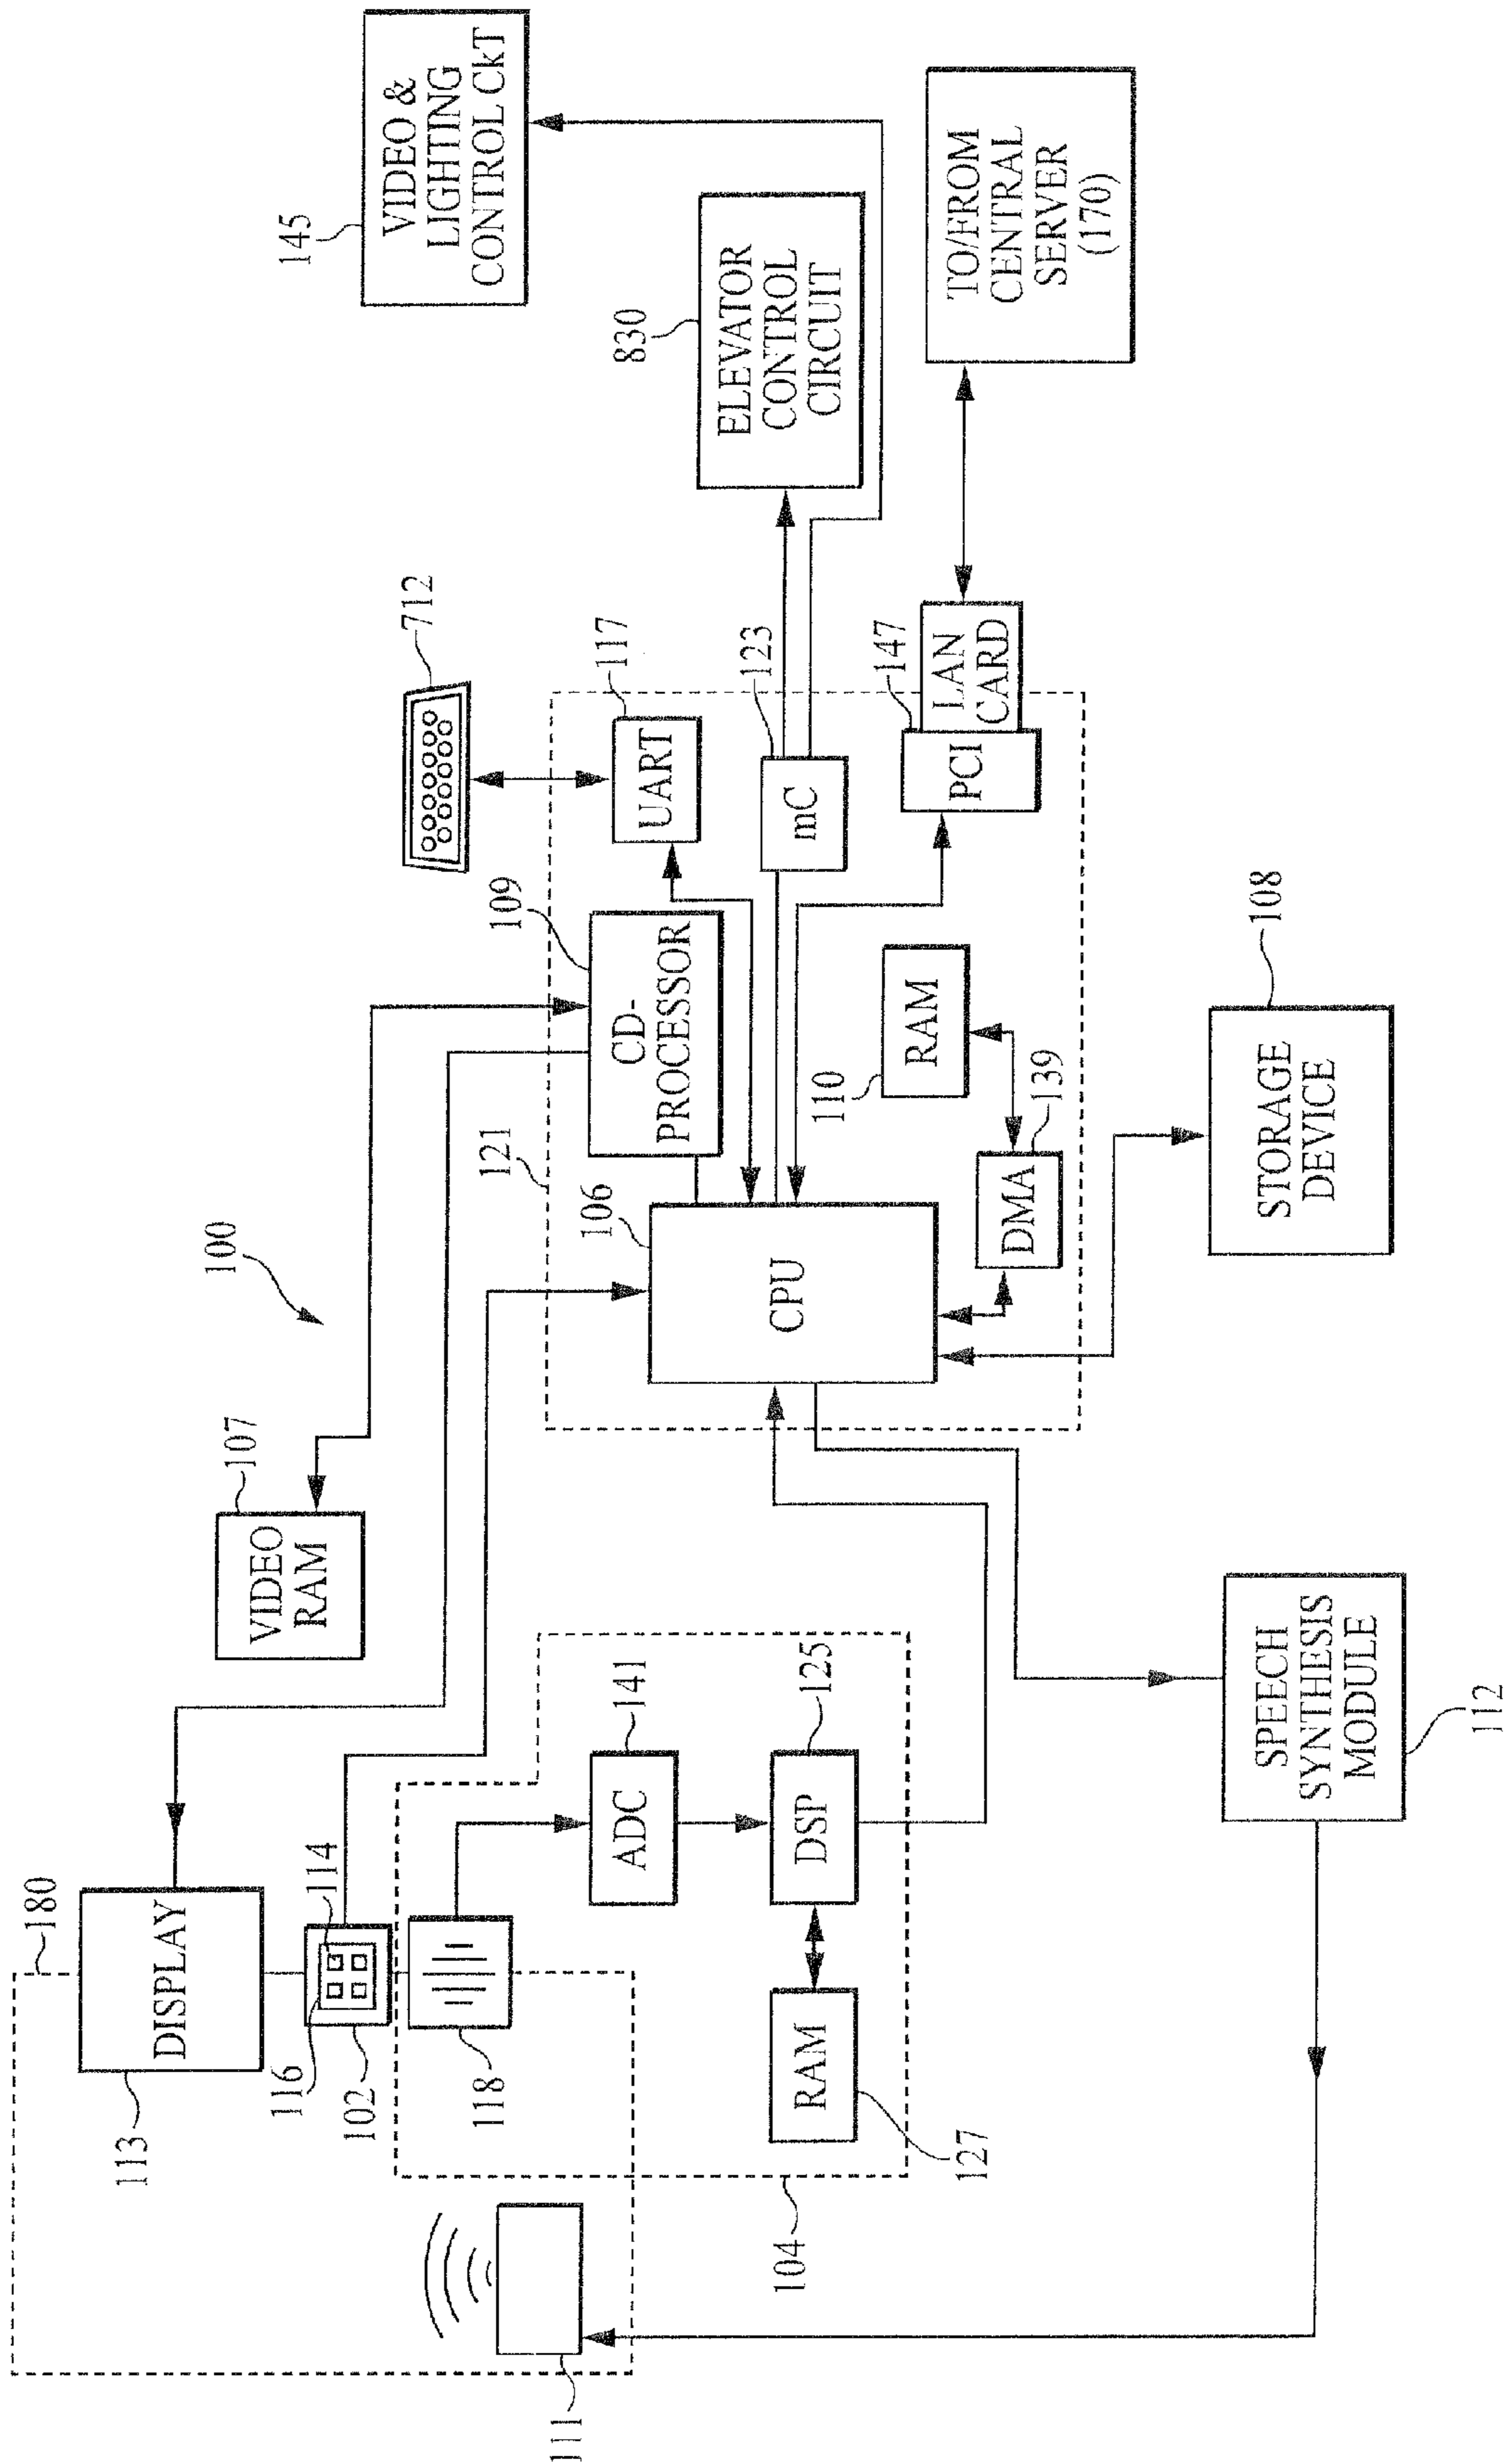 100
180
DISPLAY
113
114
116
102
118
111
104
ADC
141
DSP
125
RAM
127
VIDEO
RAM
107
CPU
106
121
CD-
PROCESSOR
109
UART
117
712
mC
123
RAM
110
DMA
139
PCI
LAN
CARD
147
STORAGE
DEVICE
108
SPEECH
SYNTHESIS
MODULE
112
VIDEO &
LIGHTING
CONTROL CkT
145
ELEVATOR
CONTROL
CIRCUIT
830
TO/FROM
CENTRAL
SERVER
(170)